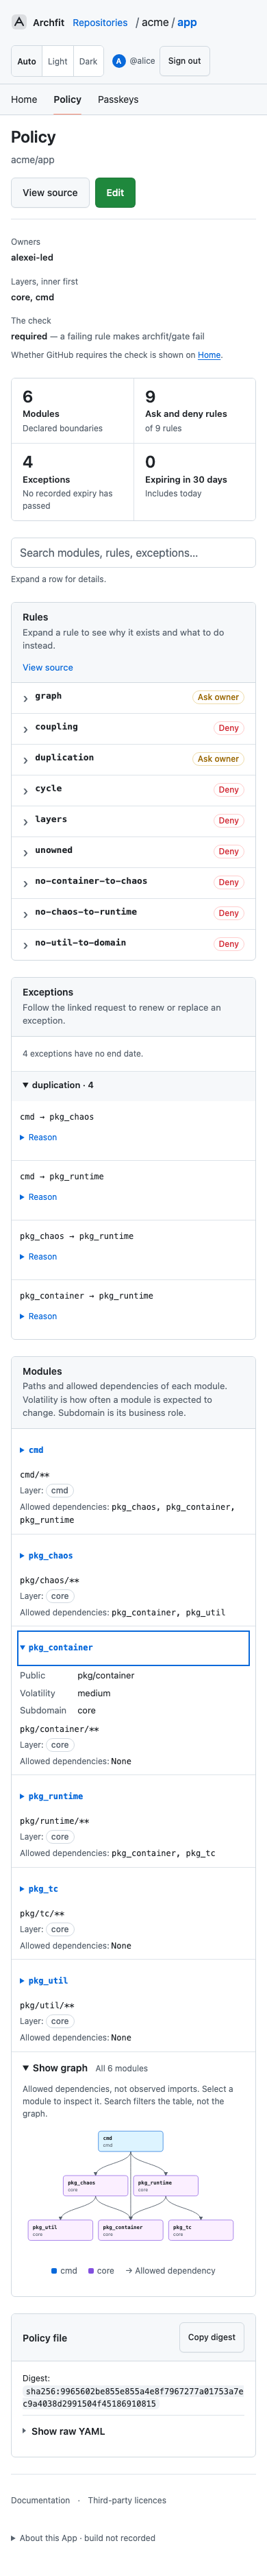 Archfit Repositories / acme / app
Auto Light Dark A @alice Sign out
Home Policy Passkeys
Policy
acme/app
View source Edit
Owners
alexei-led
Layers, inner first
core, cmd
The check
required — a failing rule makes archfit/gate fail
Whether GitHub requires the check is shown on Home.
6
Modules
Declared boundaries
9
Ask and deny rules
of 9 rules
4
Exceptions
No recorded expiry has
passed
0
Expiring in 30 days
Includes today
Search modules, rules, exceptions...
Expand a row for details.
Rules
Expand a rule to see why it exists and what to do
instead.
View source
graph Ask owner
coupling Deny
duplication Ask owner
cycle Deny
layers Deny
unowned Deny
no-container-to-chaos Deny
no-chaos-to-runtime Deny
no-util-to-domain Deny
Exceptions
Follow the linked request to renew or replace an
exception.
4 exceptions have no end date.
▼ duplication · 4
cmd → pkg_chaos
▶ Reason
cmd → pkg_runtime
▶ Reason
pkg_chaos → pkg_runtime
▶ Reason
pkg_container → pkg_runtime
▶ Reason
Modules
Paths and allowed dependencies of each module.
Volatility is how often a module is expected to
change. Subdomain is its business role.
▶ cmd
cmd/**
Layer: cmd
Allowed dependencies: pkg_chaos, pkg_container,
pkg_runtime
▶ pkg_chaos
pkg/chaos/**
Layer: core
Allowed dependencies: pkg_container, pkg_util
▼ pkg_container
Public pkg/container
Volatility medium
Subdomain core
pkg/container/**
Layer: core
Allowed dependencies: None
▶ pkg_runtime
pkg/runtime/**
Layer: core
Allowed dependencies: pkg_container, pkg_tc
▶ pkg_tc
pkg/tc/**
Layer: core
Allowed dependencies: None
▶ pkg_util
pkg/util/**
Layer: core
Allowed dependencies: None
▼ Show graph All 6 modules
Allowed dependencies, not observed imports. Select a
module to inspect it. Search filters the table, not the
graph.
cmd
cmd
pkg_chaos
core
pkg_runtime
core
pkg_util
core
pkg_container
core
pkg_tc
core
cmd core → Allowed dependency
Policy file Copy digest
Digest:
sha256:9965602be855e855a4e8f7967277a01753a7e
c9a4038d2991504f45186910815
▶ Show raw YAML
Documentation · Third-party licences
▶ About this App · build not recorded